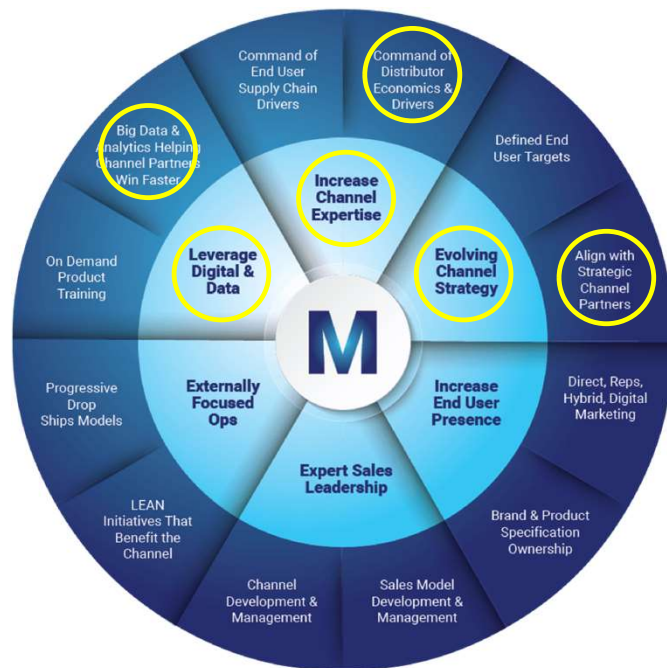 Command of
End User
Supply Chain
Drivers
Command of
Distributor
Economics &
Drivers
Big Data &
Analytics Helping
Channel Partners
Win Faster
Defined End
User Targets
Increase
Channel
Expertise
Leverage
Digital &
Data
Evolving
Channel
Strategy
On Demand
Product
Training
Align with
Strategic
Channel
Partners
M
Progressive
Drop
Ships Models
Externally
Focused
Ops
Increase
End User
Presence
Direct, Reps,
Hybrid, Digital
Marketing
Expert Sales
Leadership
LEAN
Initiatives That
Benefit the
Channel
Brand & Product
Specification
Ownership
Channel
Development &
Management
Sales Model
Development &
Management